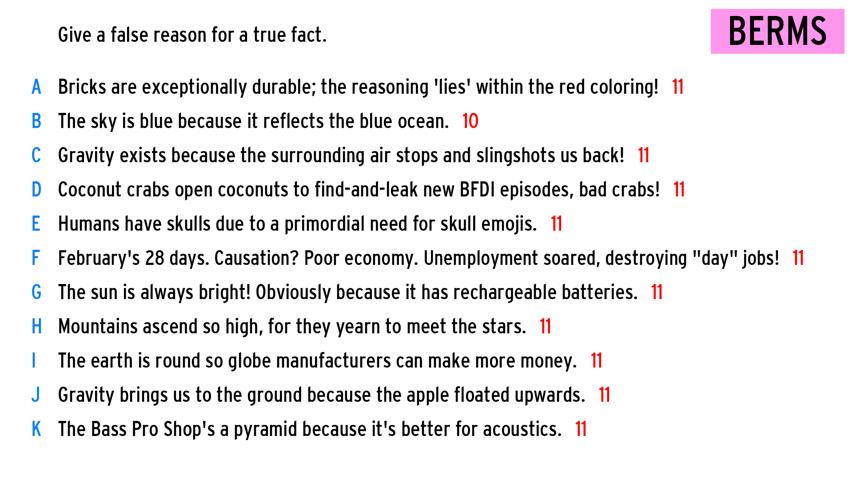 Give a false reason for a true fact.
BERMS
A Bricks are exceptionally durable; the reasoning 'lies' within the red coloring! 11
B The sky is blue because it reflects the blue ocean. 10
C Gravity exists because the surrounding air stops and slingshots us back! 11
D Coconut crabs open coconuts to find-and-leak new BFDI episodes, bad crabs! 11
E Humans have skulls due to a primordial need for skull emojis. 11
F February's 28 days. Causation? Poor economy. Unemployment soared, destroying "day" jobs! 11
G The sun is always bright! Obviously because it has rechargeable batteries. 11
H Mountains ascend so high, for they yearn to meet the stars. 11
I The earth is round so globe manufacturers can make more money. 11
J Gravity brings us to the ground because the apple floated upwards. 11
K The Bass Pro Shop's a pyramid because it's better for acoustics. 11